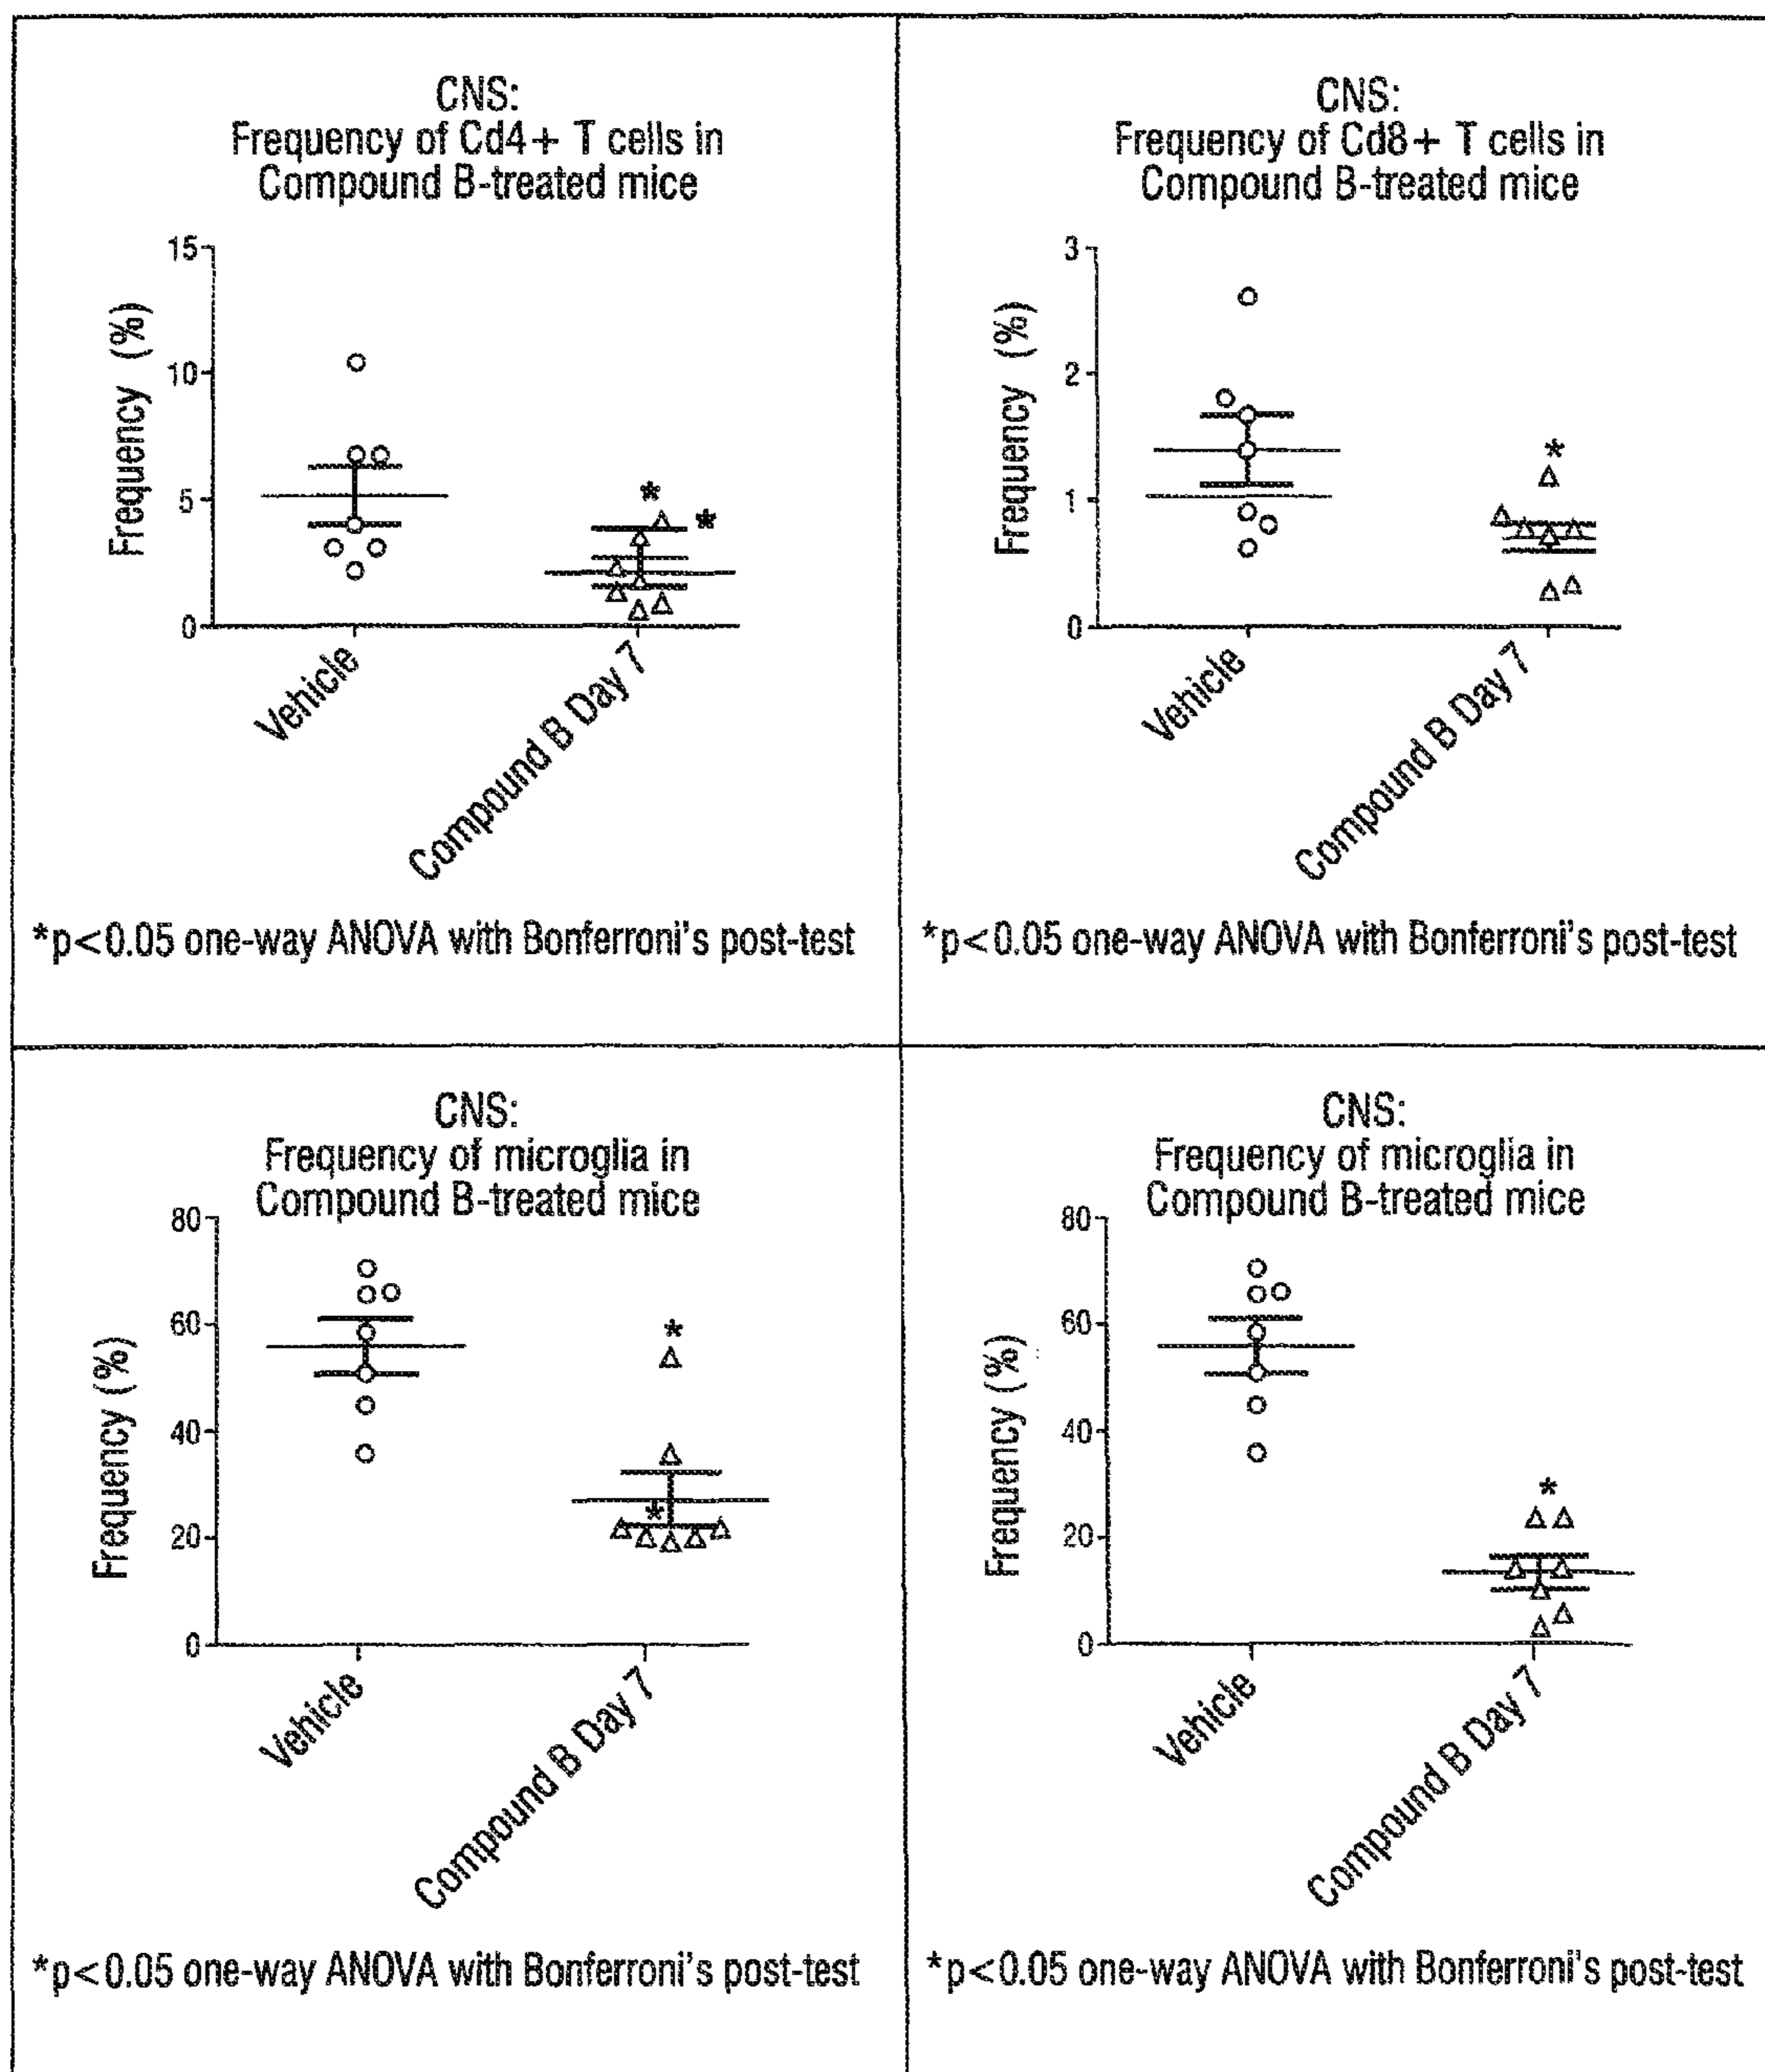 CNS:
Frequency of Cd4+ T cells in
Compound B-treated mice
15
10
5
0
Frequency (%)
*
*
Vehicle
Compound B Day 7
*p<0.05 one-way ANOVA with Bonferroni's post-test
CNS:
Frequency of Cd8+ T cells in
Compound B-treated mice
3
2
1
0
Frequency (%)
*
Vehicle
Compound B Day 7
*p<0.05 one-way ANOVA with Bonferroni's post-test
CNS:
Frequency of microglia in
Compound B-treated mice
80
60
40
20
0
Frequency (%)
*
*
Vehicle
Compound B Day 7
*p<0.05 one-way ANOVA with Bonferroni's post-test
CNS:
Frequency of microglia in
Compound B-treated mice
80
60
40
20
0
Frequency (%)
*
Vehicle
Compound B Day 7
*p<0.05 one-way ANOVA with Bonferroni's post-test